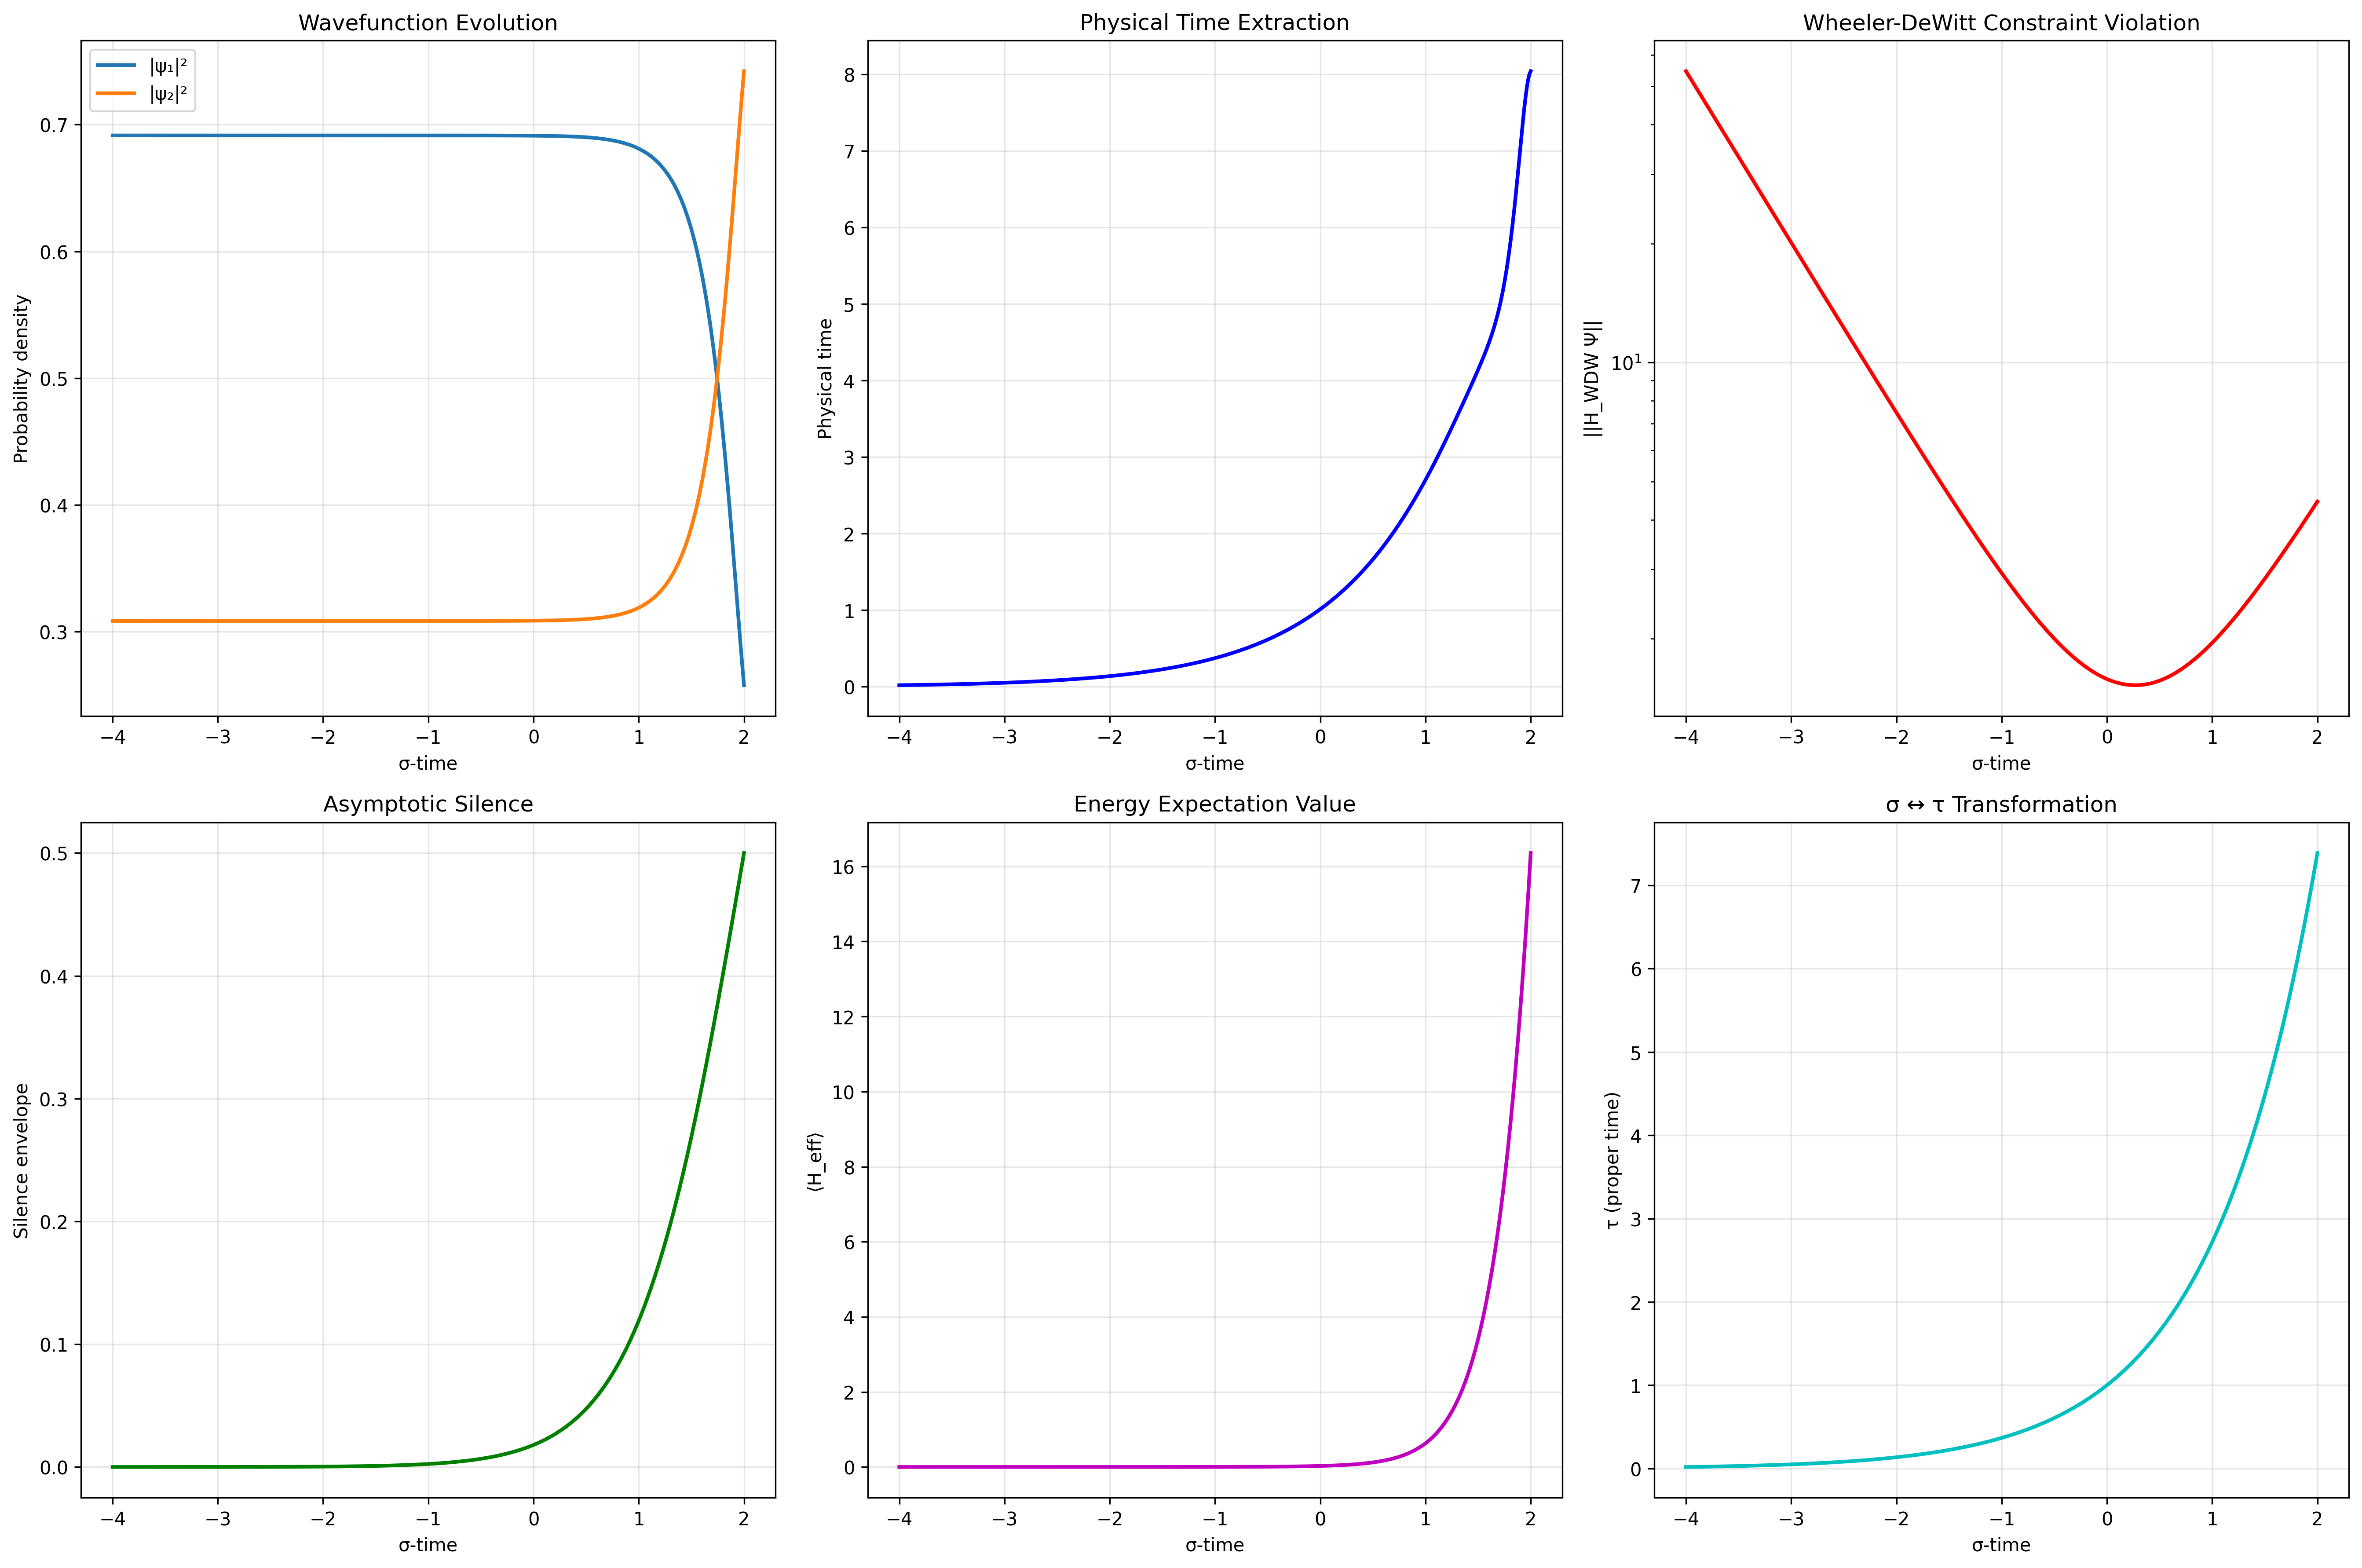 Wavefunction Evolution
|ψ₁|²
|ψ₂|²
Probability density
0.7
0.6
0.5
0.4
0.3
−4 −3 −2 −1 0 1 2
σ-time
Physical Time Extraction
Physical time
8
7
6
5
4
3
2
1
0
−4 −3 −2 −1 0 1 2
σ-time
Wheeler-DeWitt Constraint Violation
||H_WDW Ψ||
10¹
−4 −3 −2 −1 0 1 2
σ-time
Asymptotic Silence
Silence envelope
0.5
0.4
0.3
0.2
0.1
0.0
−4 −3 −2 −1 0 1 2
σ-time
Energy Expectation Value
⟨H_eff⟩
16
14
12
10
8
6
4
2
0
−4 −3 −2 −1 0 1 2
σ-time
σ ↔ τ Transformation
τ (proper time)
7
6
5
4
3
2
1
0
−4 −3 −2 −1 0 1 2
σ-time